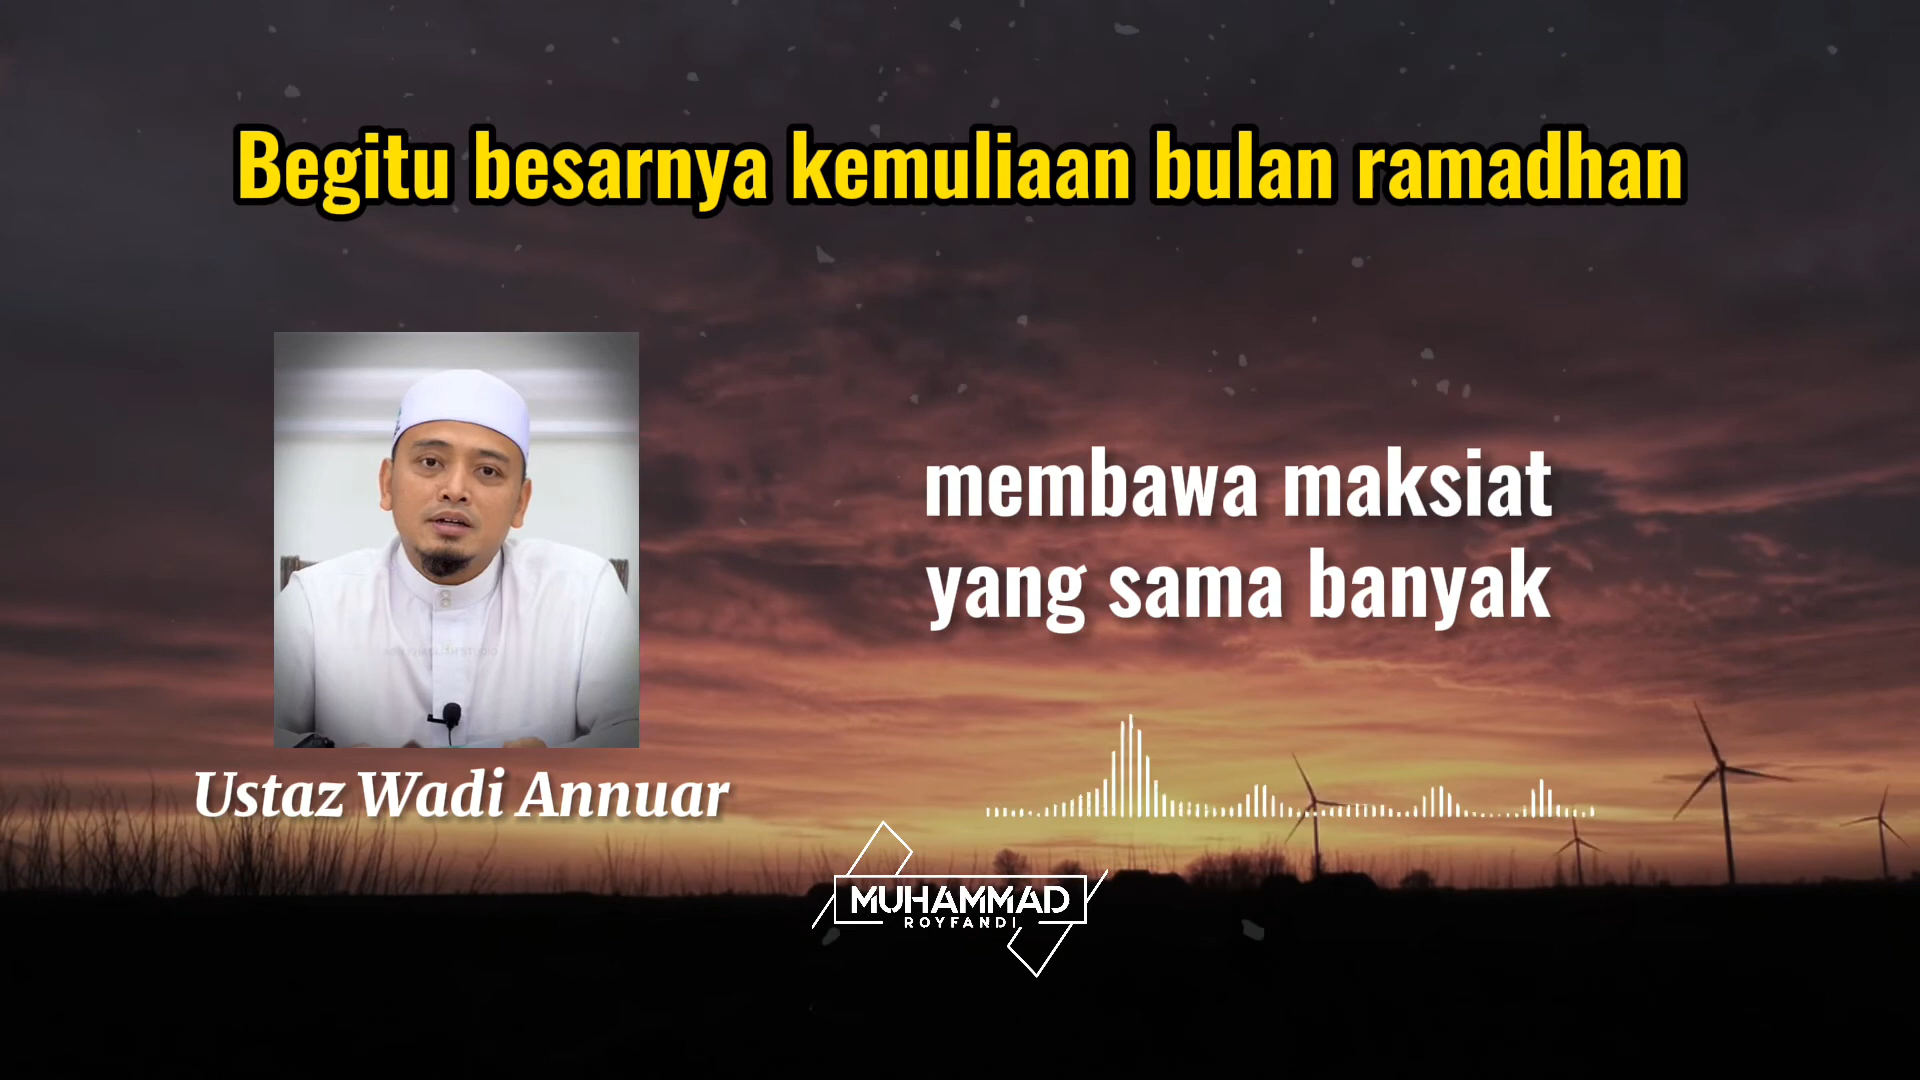 Begitu besarnya kemuliaan bulan ramadhan
membawa maksiat
yang sama banyak
Ustaz Wadi Annuar
MUHAMMAD
ROYFANDI